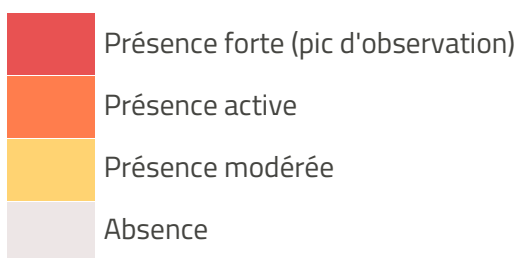 Présence forte (pic d'observation)
Présence active
Présence modérée
Absence